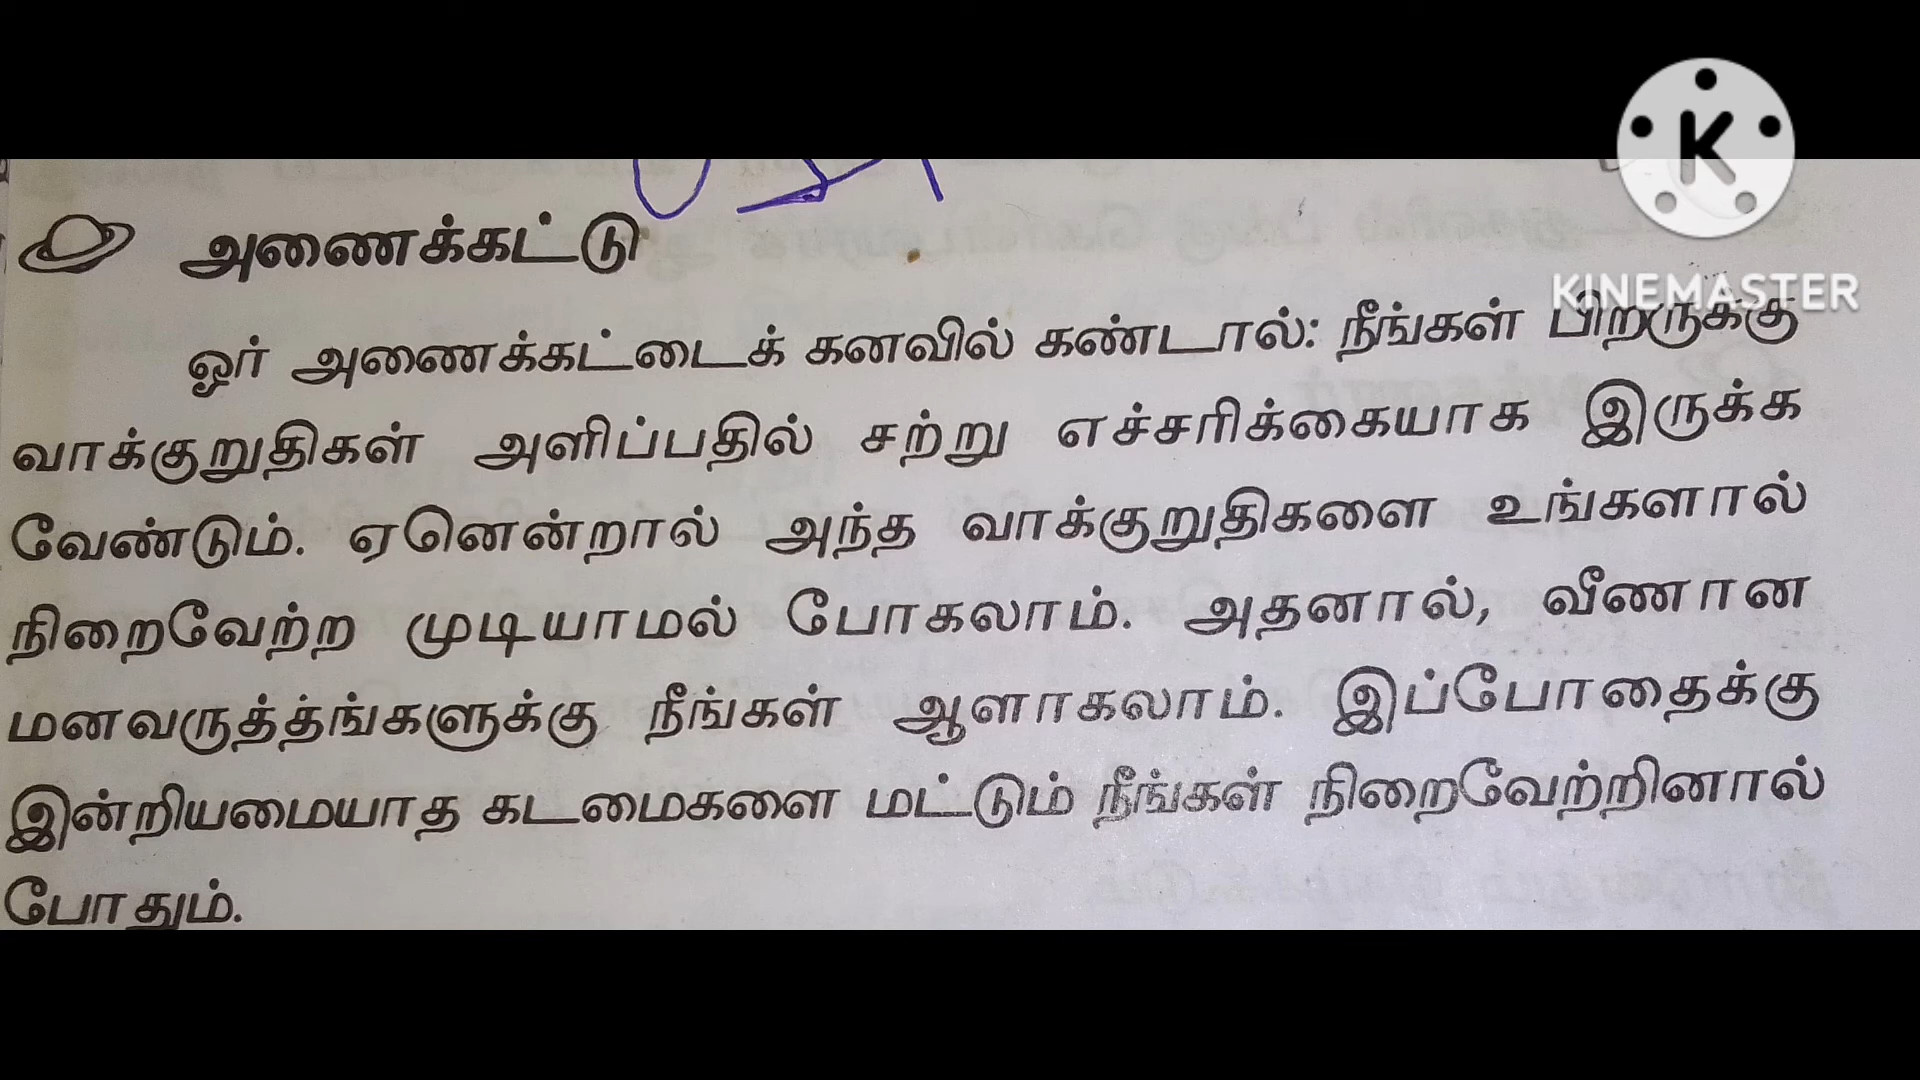 K
KINEMASTER
அணைக்கட்டு
ஓர் அணைக்கட்டைக் கனவில் கண்டால்: நீங்கள் பிறருக்கு
வாக்குறுதிகள் அளிப்பதில் சற்று எச்சரிக்கையாக இருக்க
வேண்டும். ஏனென்றால் அந்த வாக்குறுதிகளை உங்களால்
நிறைவேற்ற முடியாமல் போகலாம். அதனால், வீணான
மனவருத்த்ங்களுக்கு நீங்கள் ஆளாகலாம். இப்போதைக்கு
இன்றியமையாத கடமைகளை மட்டும் நீங்கள் நிறைவேற்றினால்
போதும்.